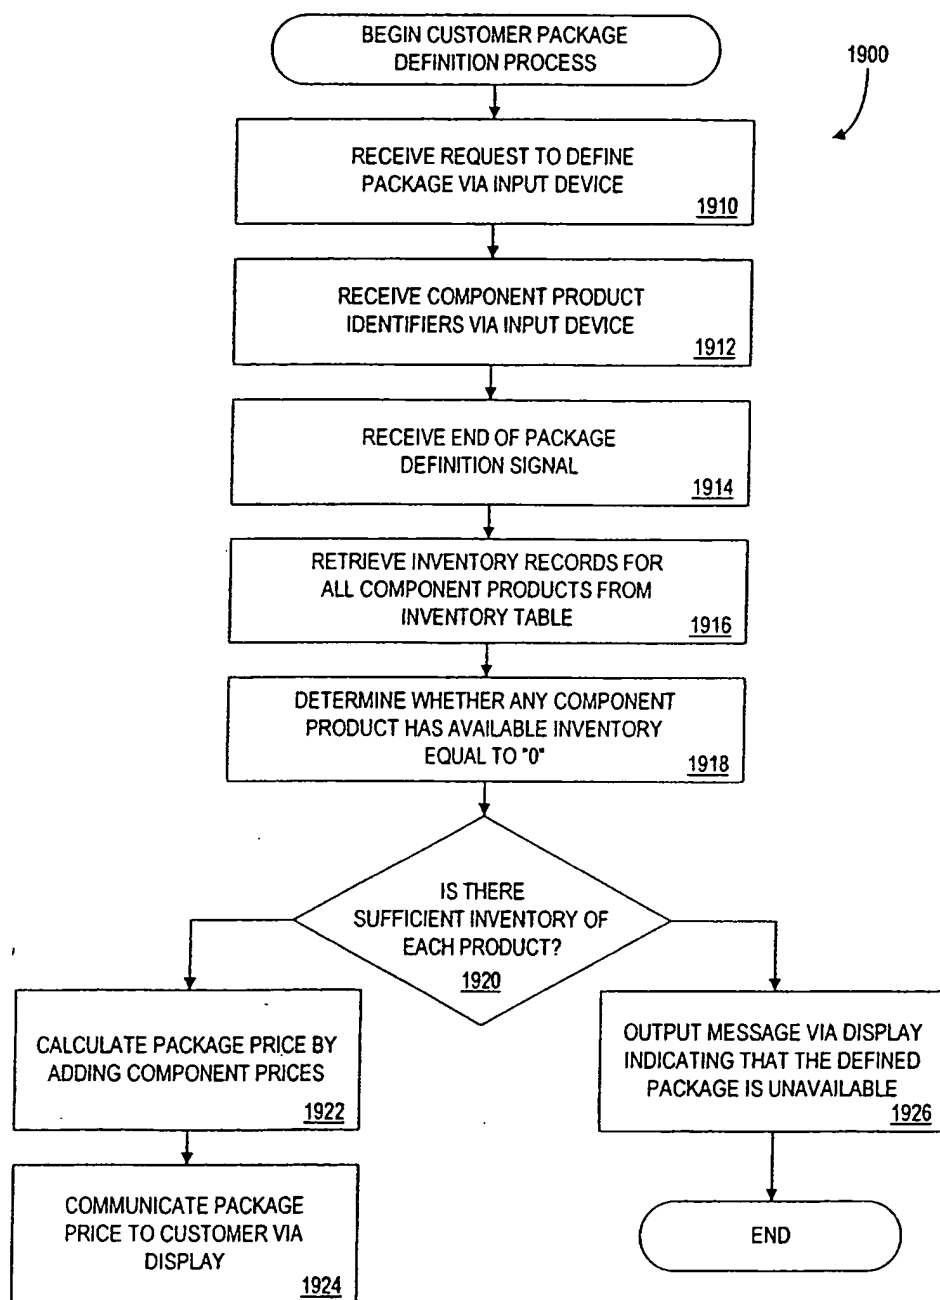 BEGIN CUSTOMER PACKAGE
DEFINITION PROCESS
1900
RECEIVE REQUEST TO DEFINE
PACKAGE VIA INPUT DEVICE
1910
RECEIVE COMPONENT PRODUCT
IDENTIFIERS VIA INPUT DEVICE
1912
RECEIVE END OF PACKAGE
DEFINITION SIGNAL
1914
RETRIEVE INVENTORY RECORDS FOR
ALL COMPONENT PRODUCTS FROM
INVENTORY TABLE
1916
DETERMINE WHETHER ANY COMPONENT
PRODUCT HAS AVAILABLE INVENTORY
EQUAL TO "0"
1918
IS THERE
SUFFICIENT INVENTORY OF
EACH PRODUCT?
1920
CALCULATE PACKAGE PRICE BY
ADDING COMPONENT PRICES
1922
COMMUNICATE PACKAGE
PRICE TO CUSTOMER VIA
DISPLAY
1924
OUTPUT MESSAGE VIA DISPLAY
INDICATING THAT THE DEFINED
PACKAGE IS UNAVAILABLE
1926
END